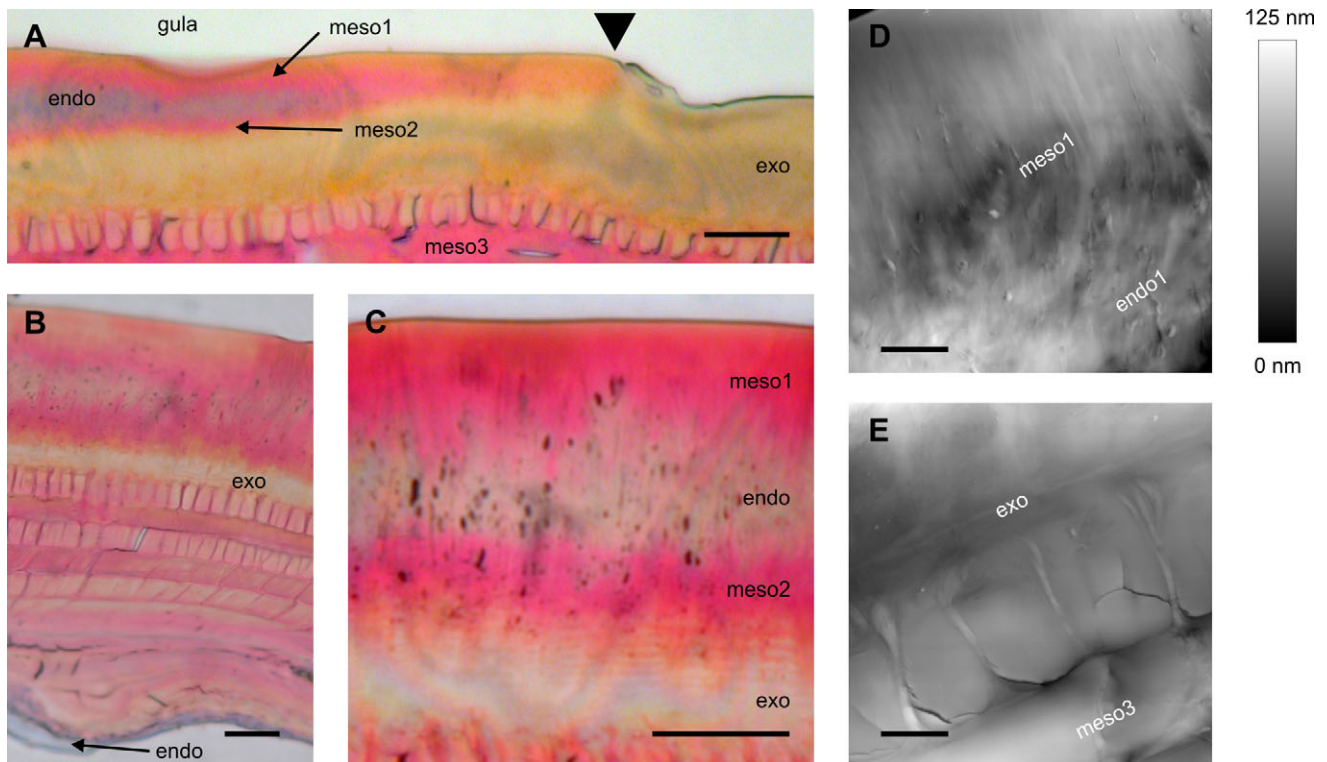 A
gula
meso1
endo
meso2
exo
meso3
B
exo
endo
C
meso1
endo
meso2
exo
D
meso1
endo1
125 nm
0 nm
E
exo
meso3